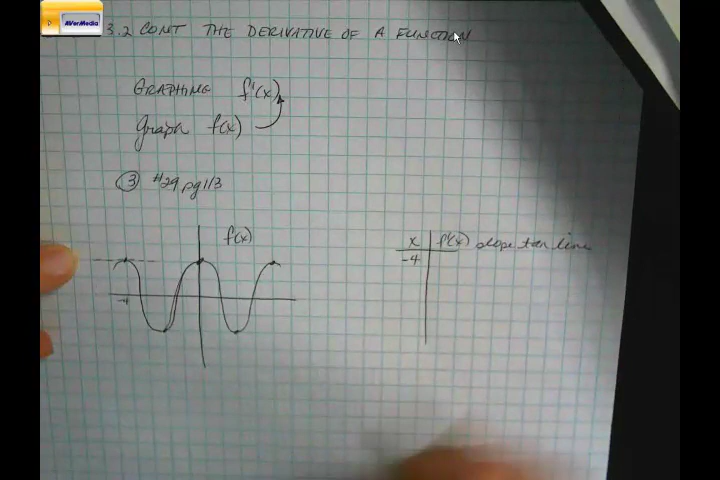 AVerMedia
3.2 CONT THE DERIVATIVE OF A FUNCTION
GRAPHING f'(x)
Graph f(x)
③ #29 pg 113
f(x)
x f'(x) slope tan line
-4
-4